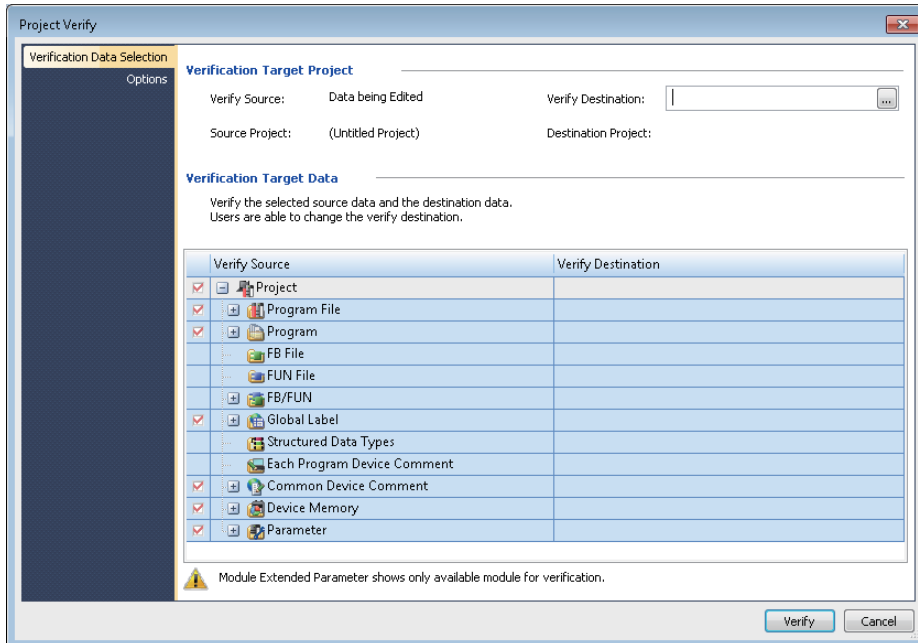 Project Verify
Verification Data Selection
Options
Verification Target Project
Verify Source: Data being Edited Verify Destination: ...
Source Project: (Untitled Project) Destination Project:
Verification Target Data
Verify the selected source data and the destination data.
Users are able to change the verify destination.
Verify Source Verify Destination
Project
Program File
Program
FB File
FUN File
FB/FUN
Global Label
Structured Data Types
Each Program Device Comment
Common Device Comment
Device Memory
Parameter
Module Extended Parameter shows only available module for verification.
Verify Cancel